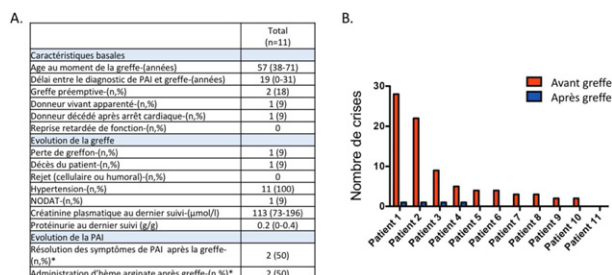 A.
Total
(n=11)
Caractéristiques basales
Age au moment de la greffe-(années) 57 (38-71)
Délai entre le diagnostic de PAI et greffe-(années) 19 (0-31)
Greffe préemptive-(n,%) 2 (18)
Donneur vivant apparenté-(n,%) 1 (9)
Donneur décédé après arrêt cardiaque-(n,%) 1 (9)
Reprise retardée de fonction-(n,%) 0
Evolution de la greffe
Perte de greffon-(n,%) 1 (9)
Décès du patient-(n,%) 1 (9)
Rejet (cellulaire ou humoral)-(n,%) 0
Hypertension-(n,%) 11 (100)
NODAT-(n,%) 1 (9)
Créatinine plasmatique au dernier suivi-(µmol/l) 113 (73-196)
Protéinurie au dernier suivi (g/g) 0.2 (0-0.4)
Evolution de la PAI
Résolution des symptômes de PAI après la greffe-
(n,%)* 2 (50)
Administration d'hème arginate après greffe-(n,%)* 2 (50)
B.
Avant greffe
Après greffe
Nombre de crises
30
20
10
0
Patient 1
Patient 2
Patient 3
Patient 4
Patient 5
Patient 6
Patient 7
Patient 8
Patient 9
Patient 10
Patient 11